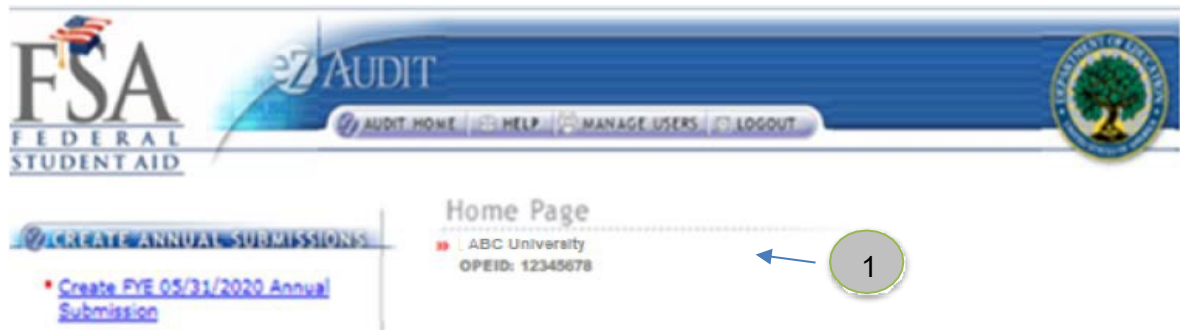 FSA
FEDERAL
STUDENT AID
eZ AUDIT
AUDIT HOME HELP MANAGE USERS LOGOUT
CREATE ANNUAL SUBMISSIONS
Create FYE 05/31/2020 Annual
Submission
Home Page
ABC University
OPEID: 12345678
1